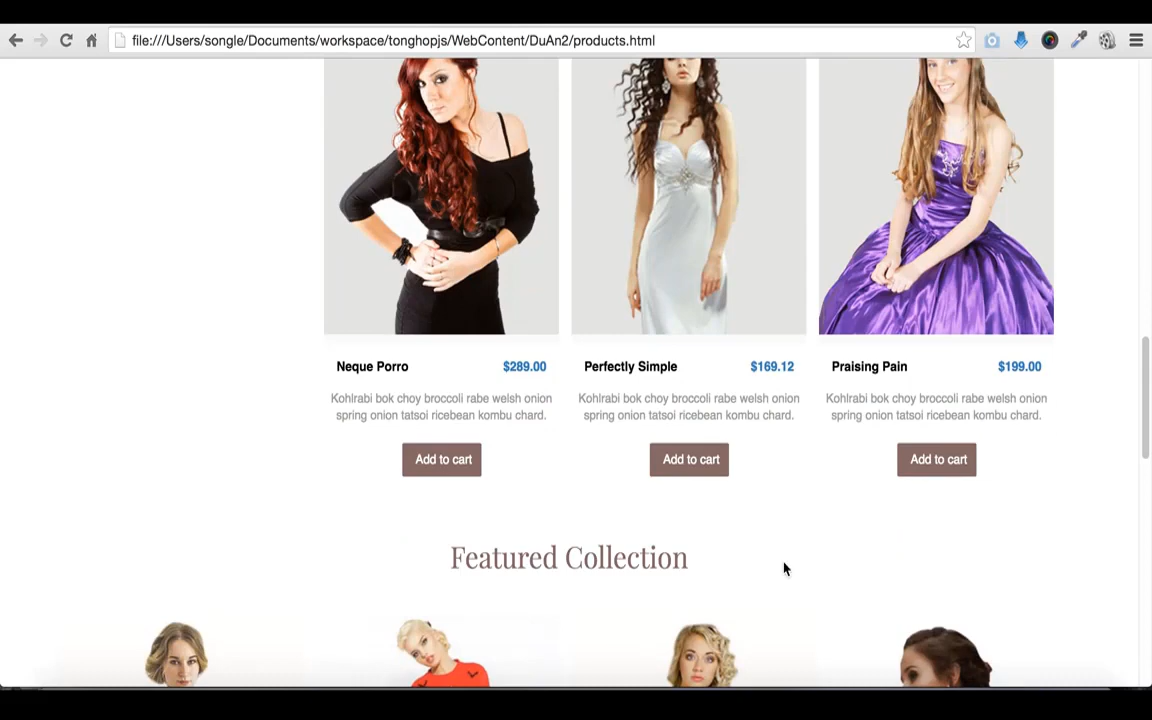 file:///Users/songle/Documents/workspace/tonghopjs/WebContent/DuAn2/products.html
Neque Porro $289.00
Kohlrabi bok choy broccoli rabe welsh onion
spring onion tatsoi ricebean kombu chard.
Add to cart
Perfectly Simple $169.12
Kohlrabi bok choy broccoli rabe welsh onion
spring onion tatsoi ricebean kombu chard.
Add to cart
Praising Pain $199.00
Kohlrabi bok choy broccoli rabe welsh onion
spring onion tatsoi ricebean kombu chard.
Add to cart
Featured Collection